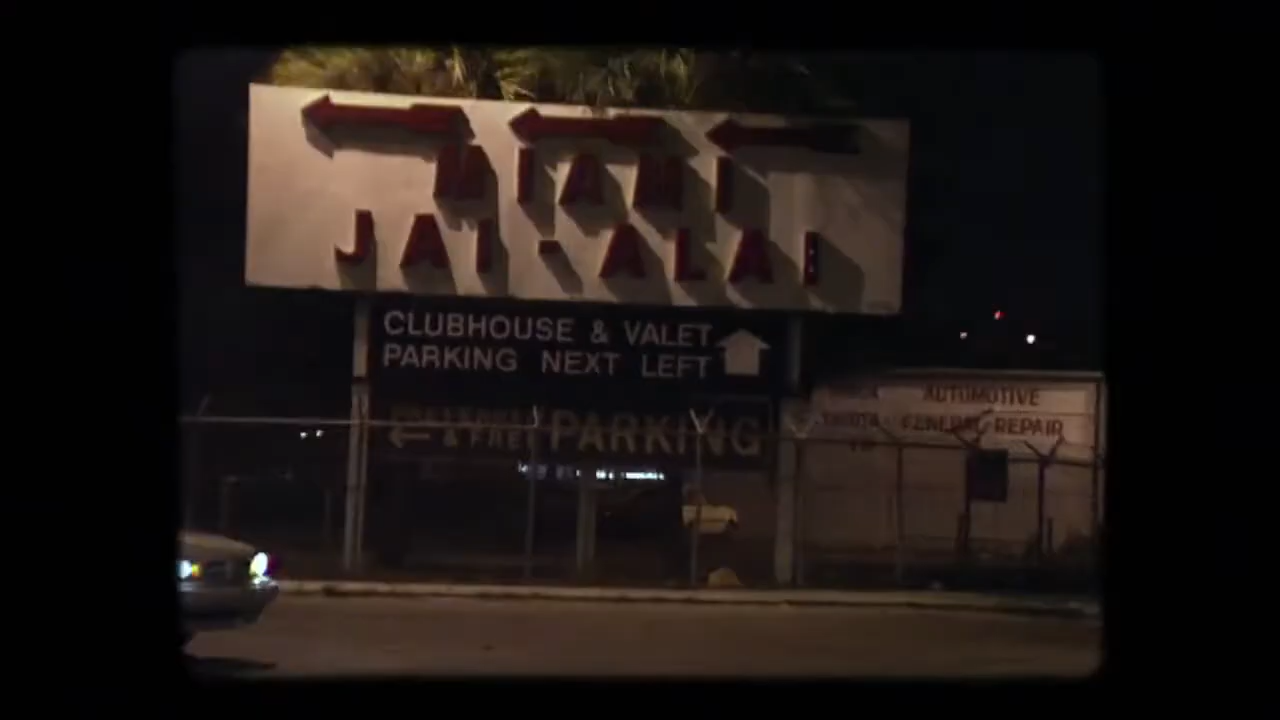 MIAMI
JAI-ALAI
CLUBHOUSE & VALET
PARKING NEXT LEFT
PARKING
AUTOMOTIVE
GENERAL REPAIR